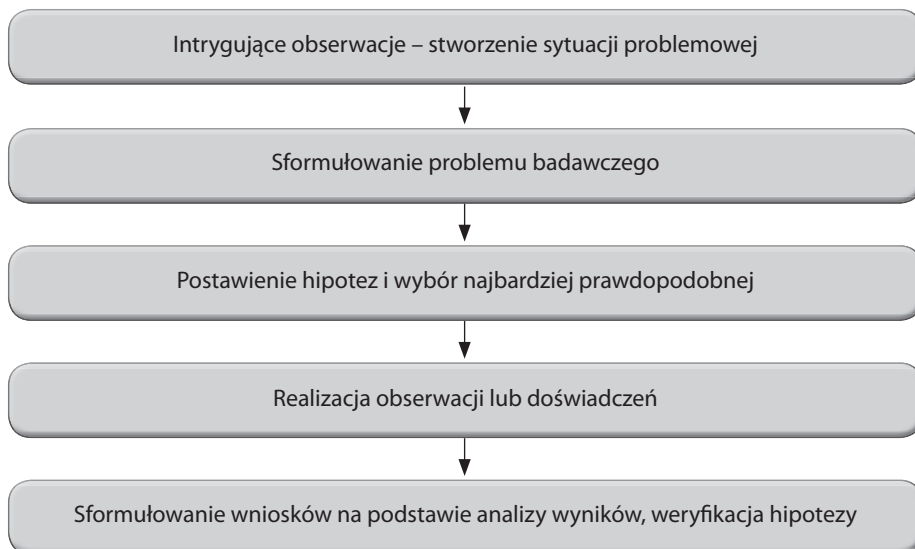 Intrygujące obserwacje – stworzenie sytuacji problemowej
Sformułowanie problemu badawczego
Postawienie hipotez i wybór najbardziej prawdopodobnej
Realizacja obserwacji lub doświadczeń
Sformułowanie wniosków na podstawie analizy wyników, weryfikacja hipotezy